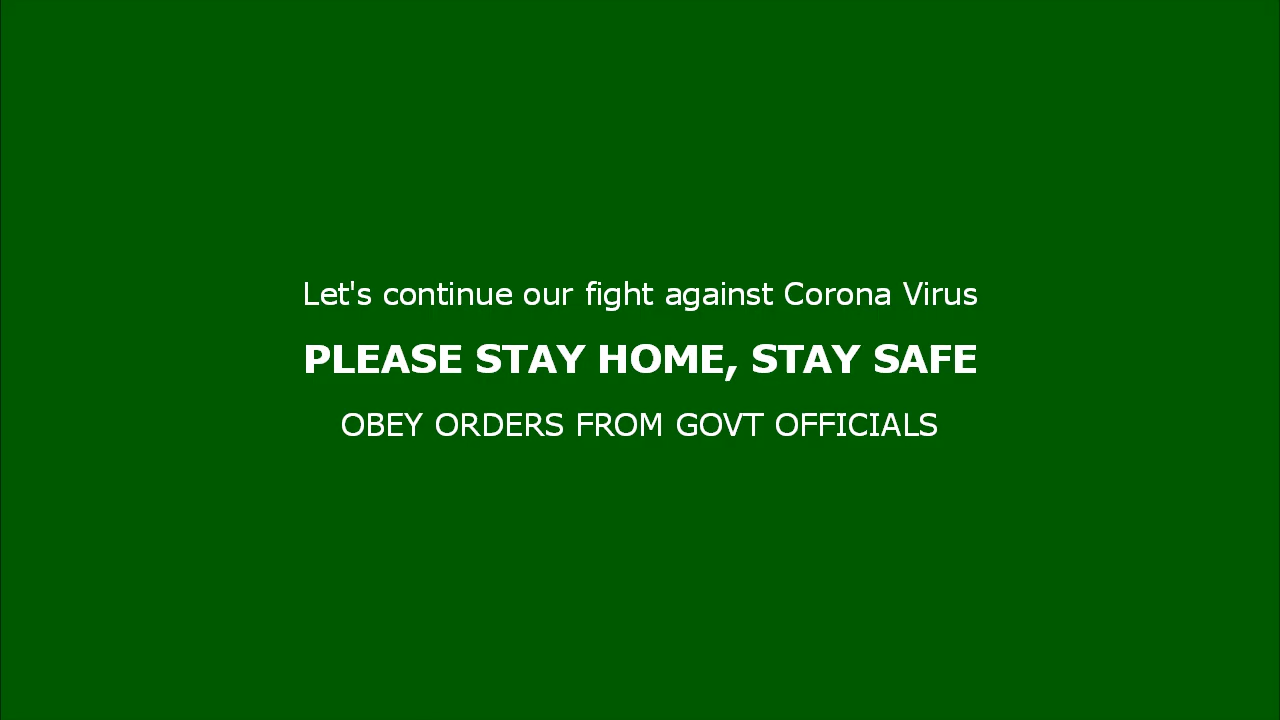 Let's continue our fight against Corona Virus
PLEASE STAY HOME, STAY SAFE
OBEY ORDERS FROM GOVT OFFICIALS